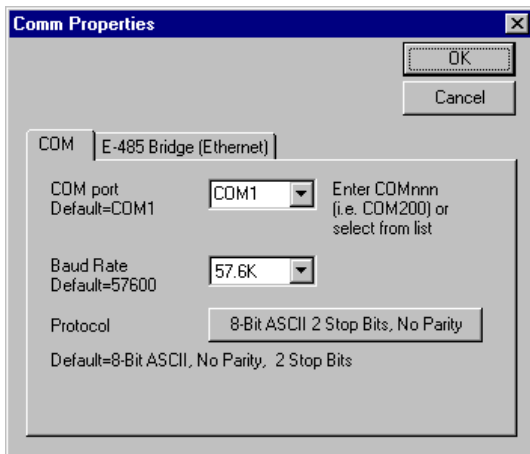 Comm Properties
OK
Cancel
COM
E-485 Bridge (Ethernet)
COM port
Default=COM1
COM1
Enter COMnnn
(i.e. COM200) or
select from list
Baud Rate
Default=57600
57.6K
Protocol
8-Bit ASCII 2 Stop Bits, No Parity
Default=8-Bit ASCII, No Parity,  2 Stop Bits